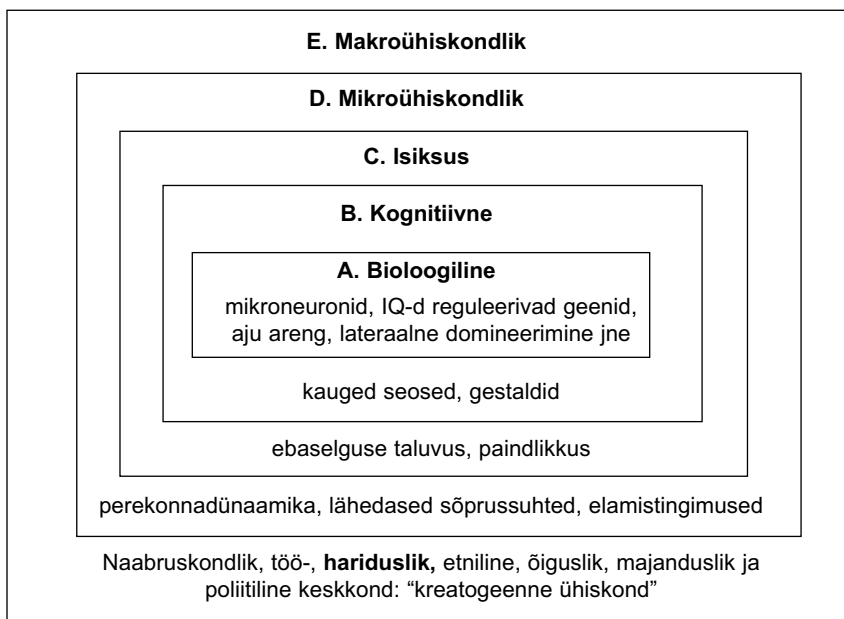 E. Makroühiskondlik
D. Mikroühiskondlik
C. Isiksus
B. Kognitiivne
A. Bioloogiline
mikroneuronid, IQ-d reguleerivad geenid,
aju areng, lateraalne domineerimine jne
kauged seosed, gestaldid
ebaselguse taluvus, paindlikkus
perekonnadünaamika, lähedased sõprussuhted, elamistingimused
Naabruskondlik, töö-, hariduslik, etniline, õiguslik, majanduslik ja
poliitiline keskkond: “kreatogeenne ühiskond”